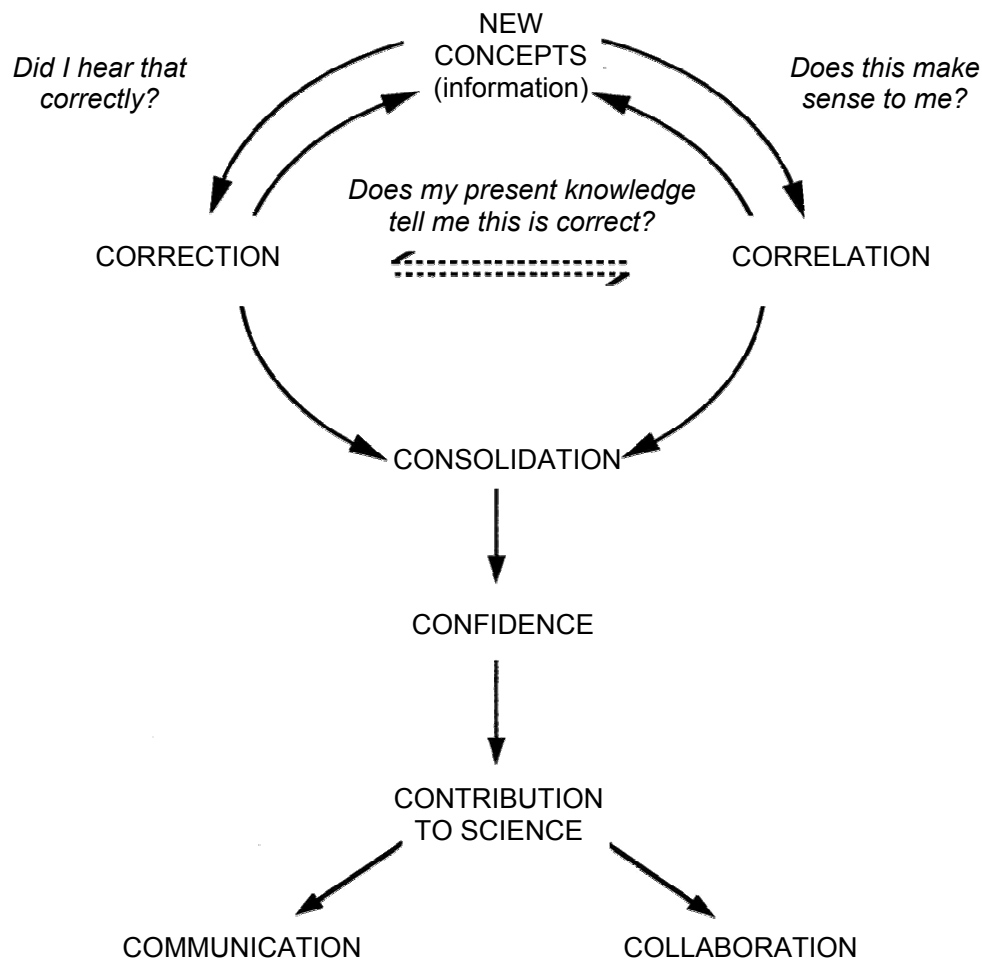 NEW
CONCEPTS
(information)
Did I hear that
correctly?
Does this make
sense to me?
Does my present knowledge
tell me this is correct?
CORRECTION
CORRELATION
CONSOLIDATION
CONFIDENCE
CONTRIBUTION
TO SCIENCE
COMMUNICATION
COLLABORATION